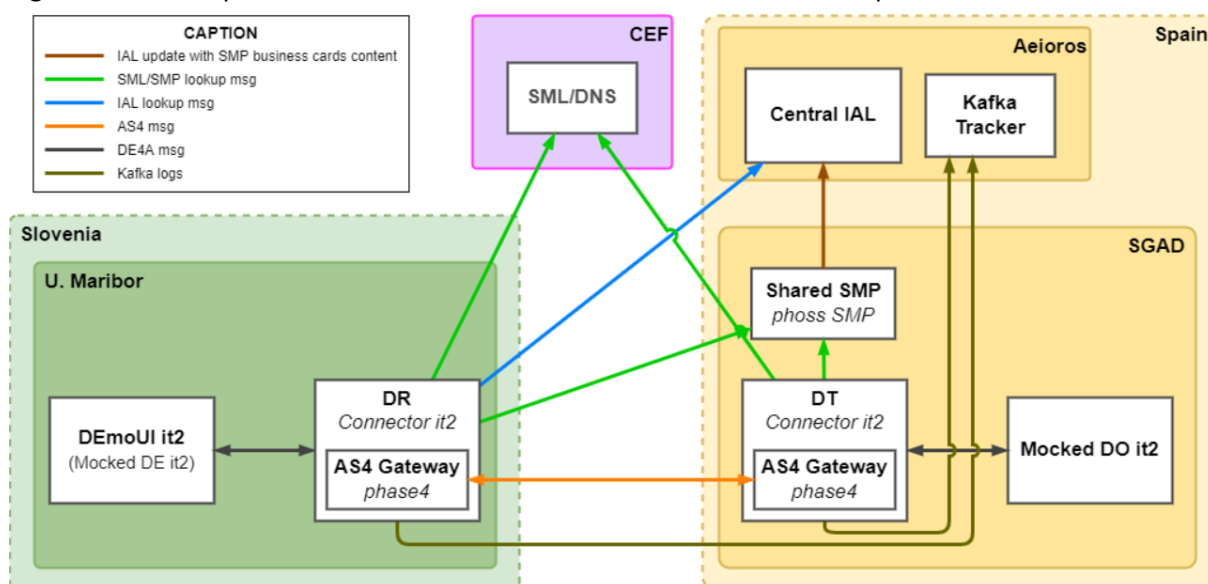 CAPTION
IAL update with SMP business cards content
SML/SMP lookup msg
IAL lookup msg
AS4 msg
DE4A msg
Kafka logs
CEF
SML/DNS
Spain
Aeioros
Central IAL
Kafka
Tracker
Slovenia
U. Maribor
DEmoUI it2
(Mocked DE it2)
DR
Connector it2
AS4 Gateway
phase4
SGAD
Shared SMP
phoss SMP
DT
Connector it2
AS4 Gateway
phase4
Mocked DO it2